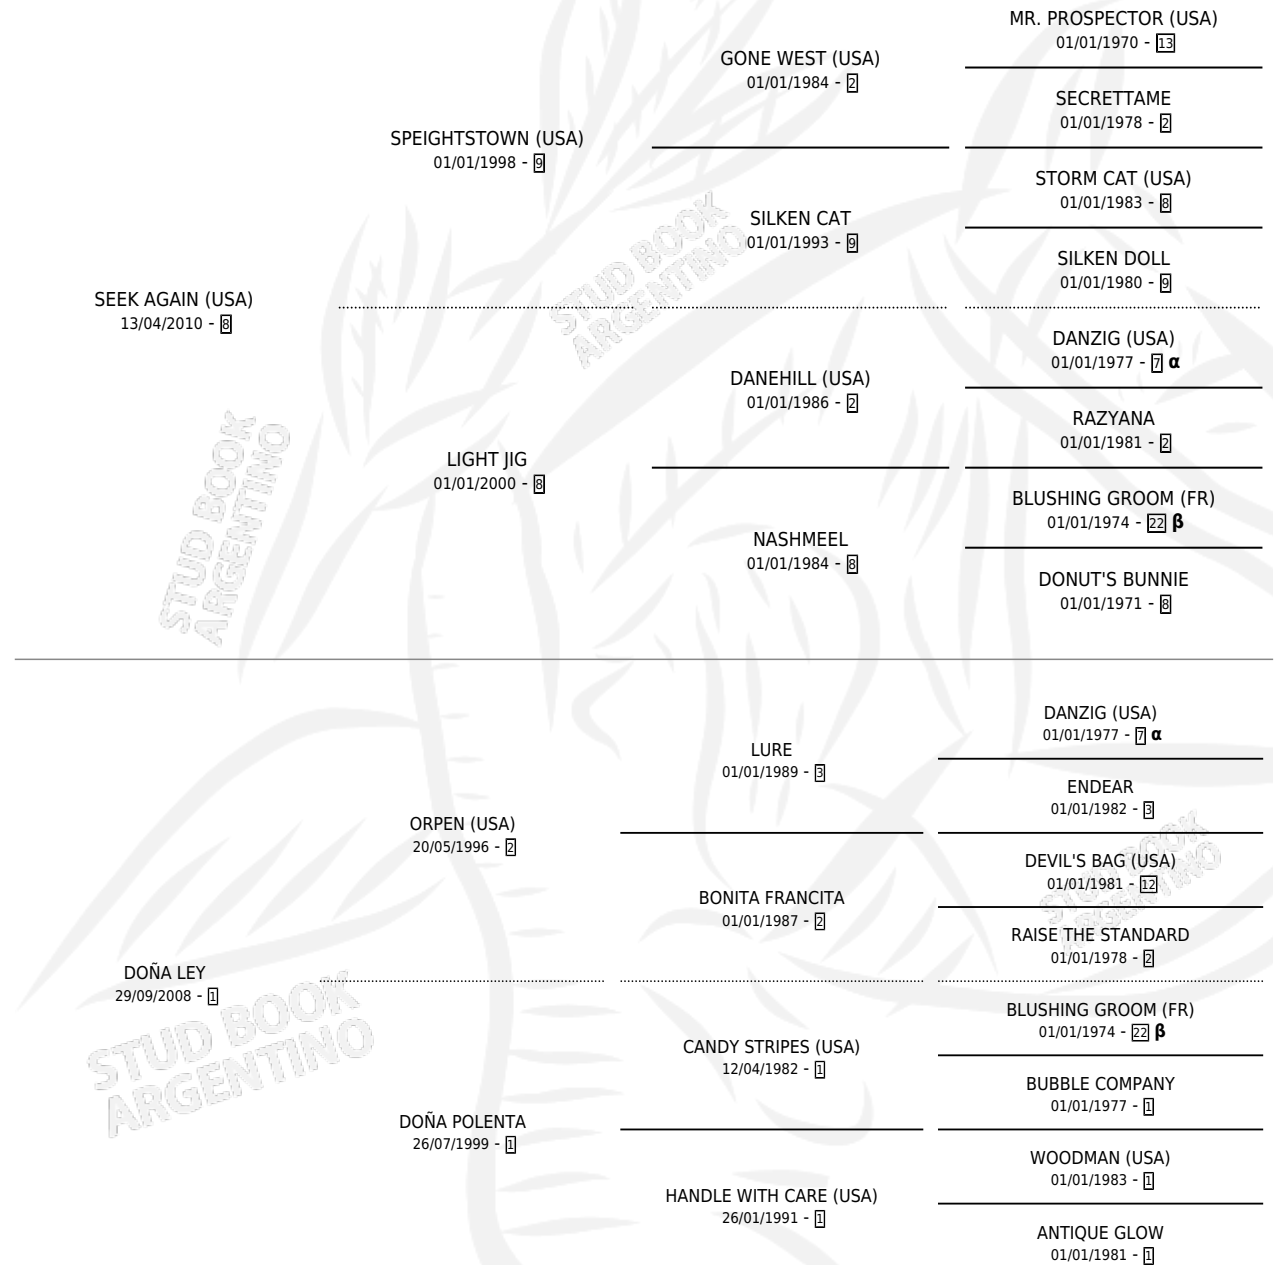 MR. PROSPECTOR (USA)
01/01/1970 - 13
GONE WEST (USA)
01/01/1984 - 2
SECRETTAME
01/01/1978 - 2
SPEIGHTSTOWN (USA)
01/01/1998 - 9
STORM CAT (USA)
01/01/1983 - 8
SILKEN CAT
01/01/1993 - 9
SILKEN DOLL
01/01/1980 - 9
SEEK AGAIN (USA)
13/04/2010 - 8
DANZIG (USA)
01/01/1977 - 7 α
DANEHILL (USA)
01/01/1986 - 2
RAZYANA
01/01/1981 - 2
LIGHT JIG
01/01/2000 - 8
BLUSHING GROOM (FR)
01/01/1974 - 22 β
NASHMEEL
01/01/1984 - 8
DONUT'S BUNNIE
01/01/1971 - 8
DANZIG (USA)
01/01/1977 - 7 α
LURE
01/01/1989 - 3
ENDEAR
01/01/1982 - 3
ORPEN (USA)
20/05/1996 - 2
DEVIL'S BAG (USA)
01/01/1981 - 12
BONITA FRANCITA
01/01/1987 - 2
RAISE THE STANDARD
01/01/1978 - 2
DOÑA LEY
29/09/2008 - 1
BLUSHING GROOM (FR)
01/01/1974 - 22 β
CANDY STRIPES (USA)
12/04/1982 - 1
BUBBLE COMPANY
01/01/1977 - 1
DOÑA POLENTA
26/07/1999 - 1
WOODMAN (USA)
01/01/1983 - 1
HANDLE WITH CARE (USA)
26/01/1991 - 1
ANTIQUE GLOW
01/01/1981 - 1
STUD BOOK
ARGENTINO
STUD BOOK
ARGENTINO
STUD BOOK
ARGENTINO
STUD BOOK
ARGENTINO